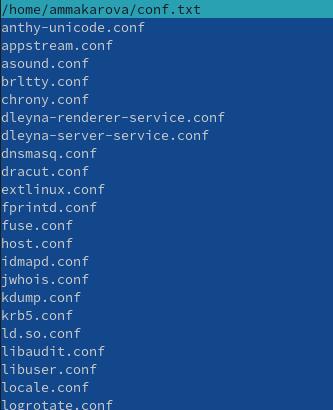 /home/ammakarova/conf.txt
anthy-unicode.conf
appstream.conf
asound.conf
brltty.conf
chrony.conf
dleyna-renderer-service.conf
dleyna-server-service.conf
dnsmasq.conf
dracut.conf
extlinux.conf
fprintd.conf
fuse.conf
host.conf
idmapd.conf
jwhois.conf
kdump.conf
krb5.conf
ld.so.conf
libaudit.conf
libuser.conf
locale.conf
logrotate.conf